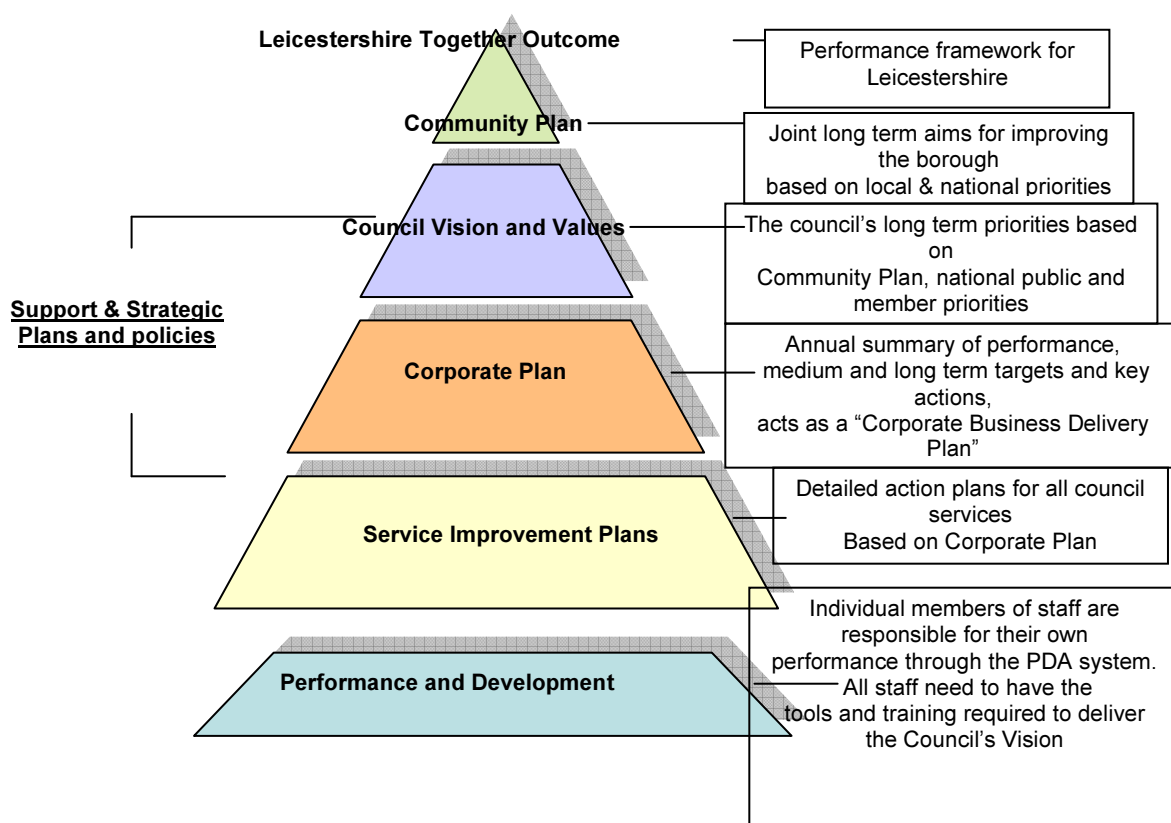 Leicestershire Together Outcome
Performance framework for
Leicestershire
Community Plan
Joint long term aims for improving
the borough
based on local & national priorities
Council Vision and Values
The council’s long term priorities based
on
Community Plan, national public and
member priorities
Support & Strategic
Plans and policies
Corporate Plan
Annual summary of performance,
medium and long term targets and key
actions,
acts as a “Corporate Business Delivery
Plan”
Service Improvement Plans
Detailed action plans for all council
services
Based on Corporate Plan
Performance and Development
Individual members of staff are
responsible for their own
performance through the PDA system.
All staff need to have the
tools and training required to deliver
the Council’s Vision